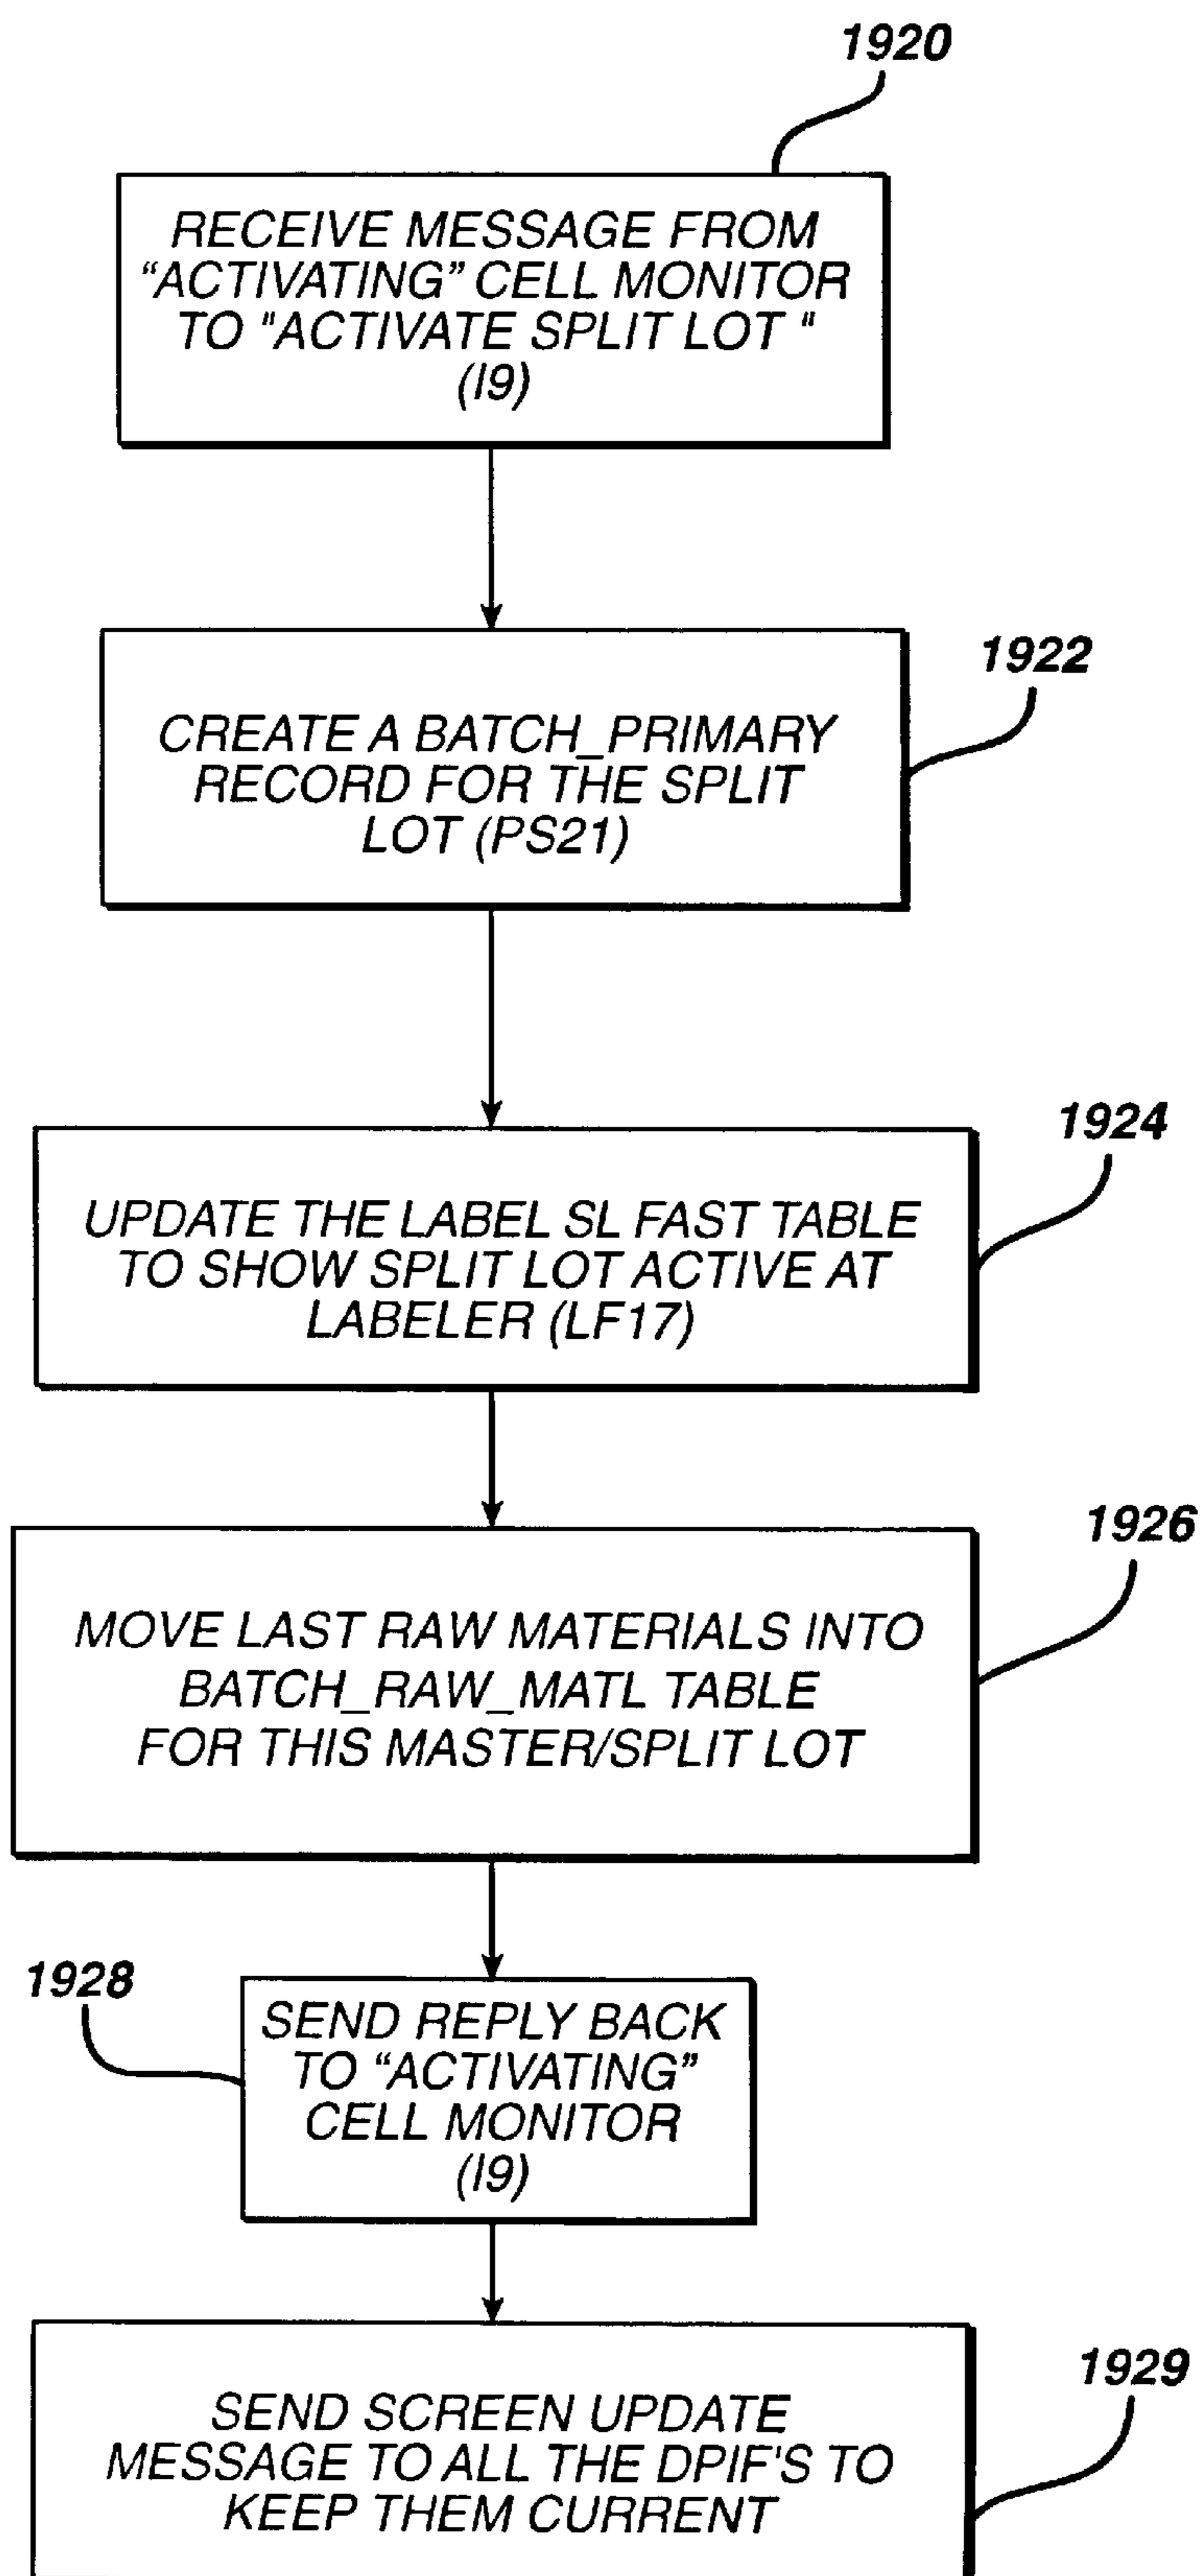 1920
RECEIVE MESSAGE FROM
“ACTIVATING” CELL MONITOR
TO "ACTIVATE SPLIT LOT "
(I9)
1922
CREATE A BATCH_PRIMARY
RECORD FOR THE SPLIT
LOT (PS21)
1924
UPDATE THE LABEL SL FAST TABLE
TO SHOW SPLIT LOT ACTIVE AT
LABELER (LF17)
1926
MOVE LAST RAW MATERIALS INTO
BATCH_RAW_MATL TABLE
FOR THIS MASTER/SPLIT LOT
1928
SEND REPLY BACK
TO “ACTIVATING”
CELL MONITOR
(I9)
1929
SEND SCREEN UPDATE
MESSAGE TO ALL THE DPIF'S TO
KEEP THEM CURRENT